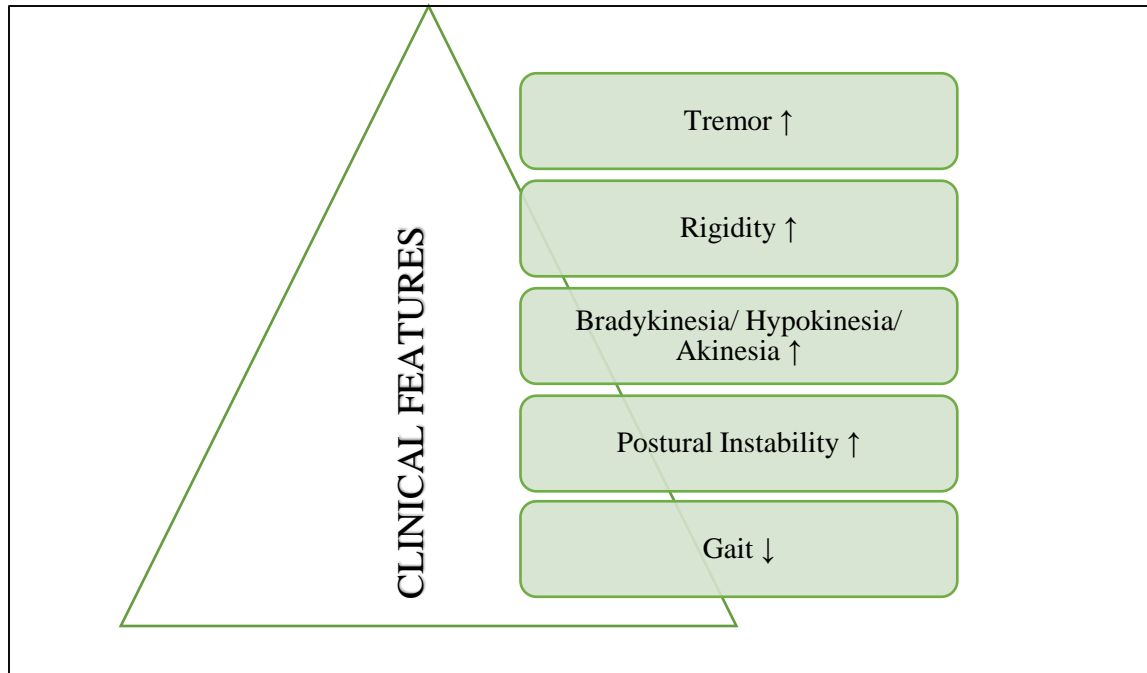 CLINICAL FEATURES
Tremor ↑
Rigidity ↑
Bradykinesia/ Hypokinesia/
Akinesia ↑
Postural Instability ↑
Gait ↓